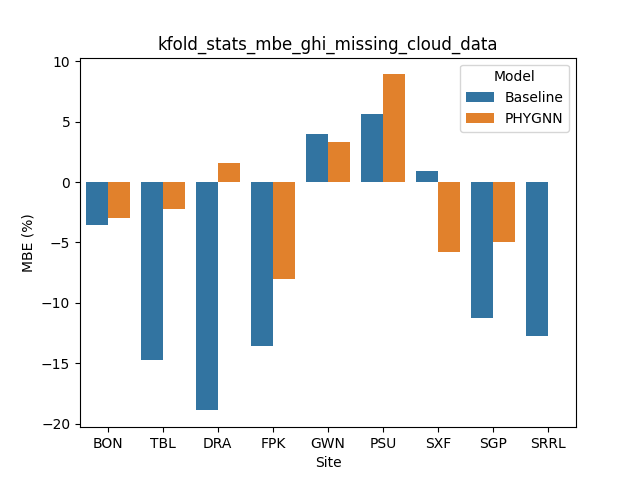 kfold_stats_mbe_ghi_missing_cloud_data
Model
Baseline
PHYGNN
10
5
0
−5
−10
−15
−20
MBE (%)
BON TBL DRA FPK GWN PSU SXF SGP SRRL
Site